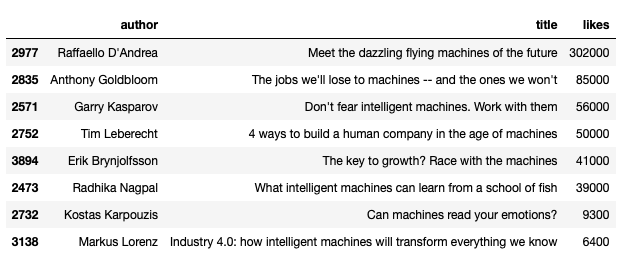 author title likes
2977 Raffaello D'Andrea Meet the dazzling flying machines of the future 302000
2835 Anthony Goldbloom The jobs we'll lose to machines -- and the ones we won't 85000
2571 Garry Kasparov Don't fear intelligent machines. Work with them 56000
2752 Tim Leberecht 4 ways to build a human company in the age of machines 50000
3894 Erik Brynjolfsson The key to growth? Race with the machines 41000
2473 Radhika Nagpal What intelligent machines can learn from a school of fish 39000
2732 Kostas Karpouzis Can machines read your emotions? 9300
3138 Markus Lorenz Industry 4.0: how intelligent machines will transform everything we know 6400